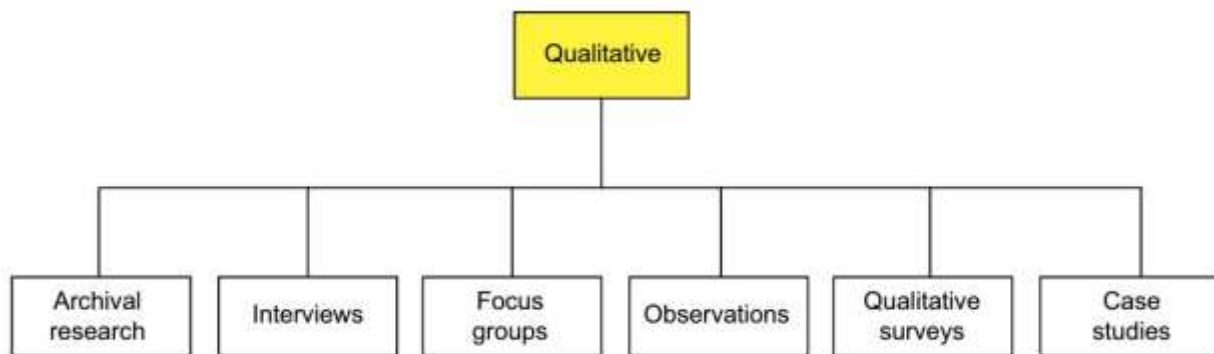 Qualitative
Archival
research
Interviews
Focus
groups
Observations
Qualitative
surveys
Case
studies